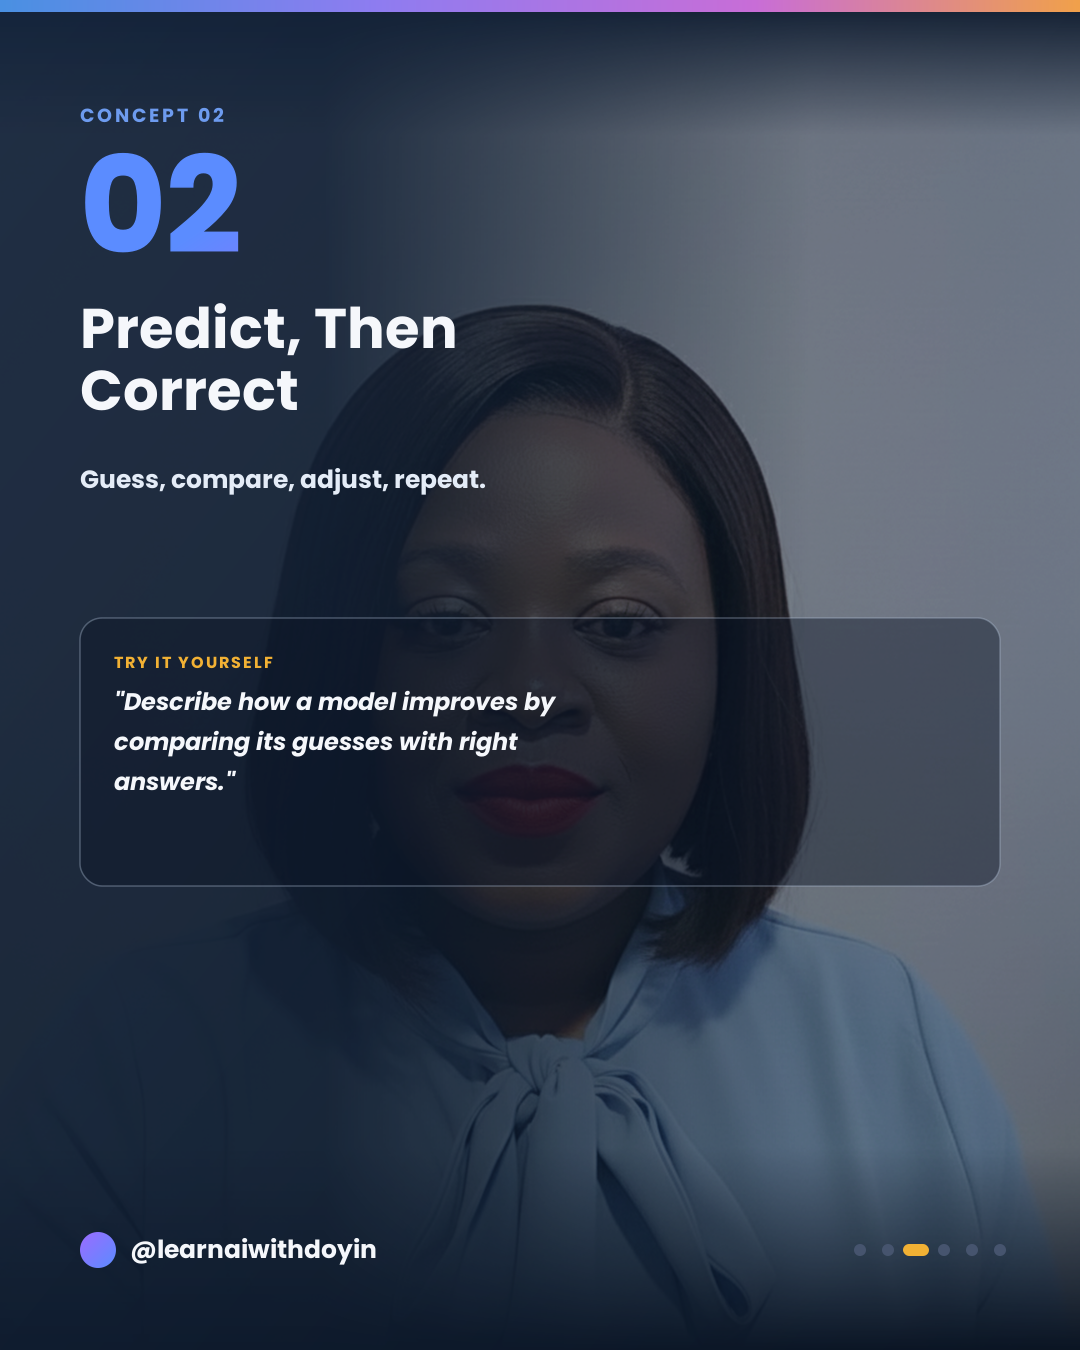 CONCEPT 02
02
Predict, Then
Correct
Guess, compare, adjust, repeat.
TRY IT YOURSELF
"Describe how a model improves by
comparing its guesses with right
answers."
@learnaiwithdoyin